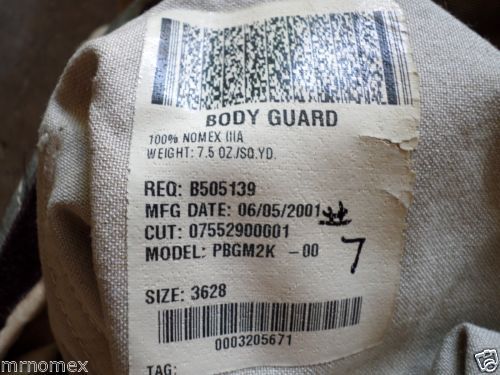 BODY GUARD
100% NOMEX IIIA
WEIGHT: 7.5 OZ./SQ.YD.
REQ: B505139
MFG DATE: 06/05/2001
CUT: 07552900001
MODEL: PBGM2K -00
7
SIZE: 3628
0003205671
TAG:
mrnomex